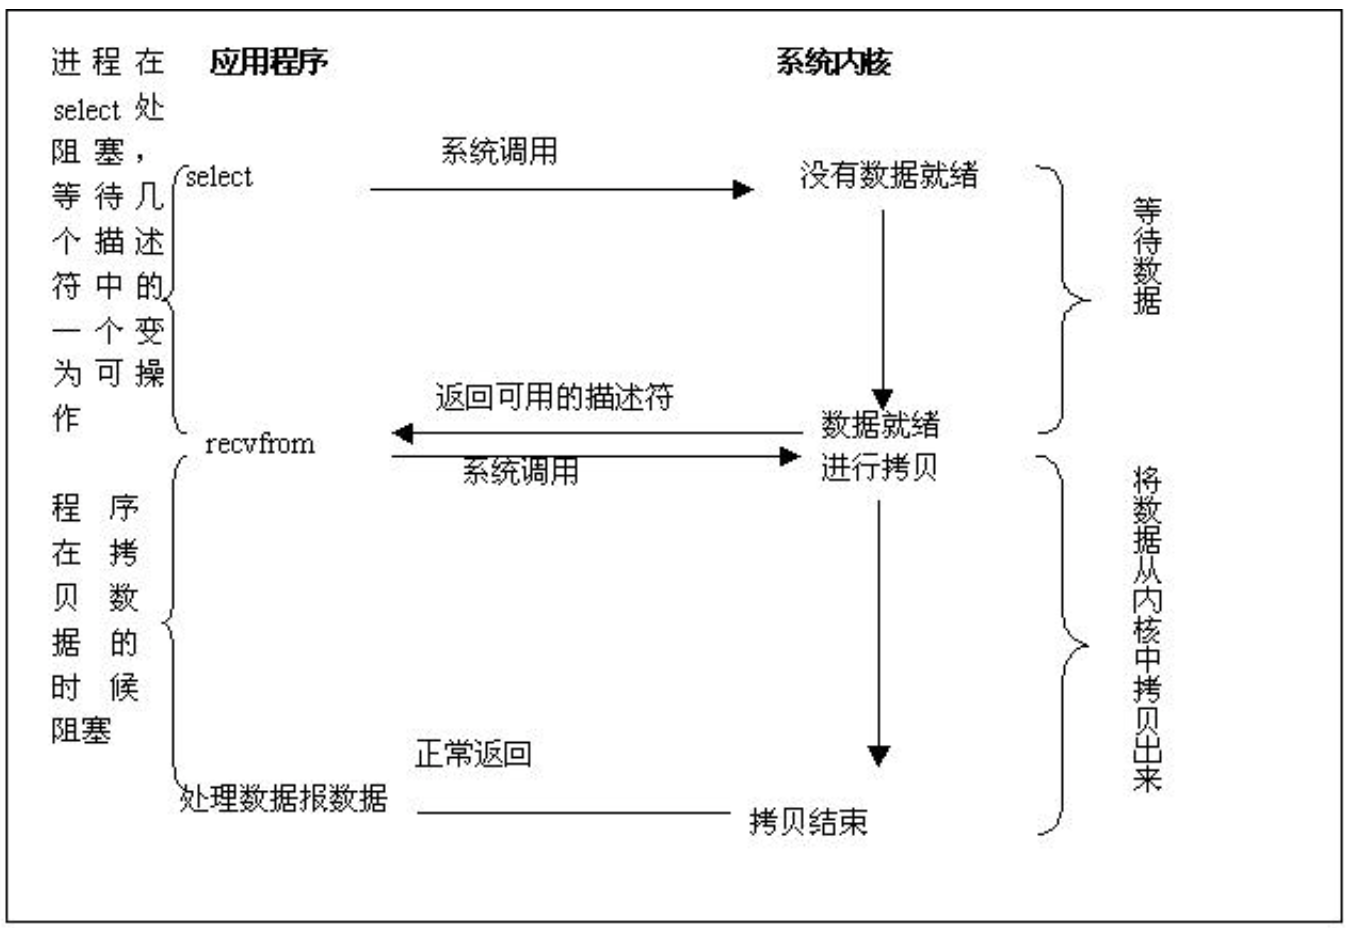 应用程序
系统内核
进程在
select处
阻塞，
等待几
个描述
符中的
一个变
为可操
作
select
系统调用
没有数据就绪
等待数据
返回可用的描述符
数据就绪
recvfrom
系统调用
进行拷贝
程序
在拷
贝数
据的
时候
阻塞
将数据从内核中拷贝出来
正常返回
处理数据报数据
拷贝结束